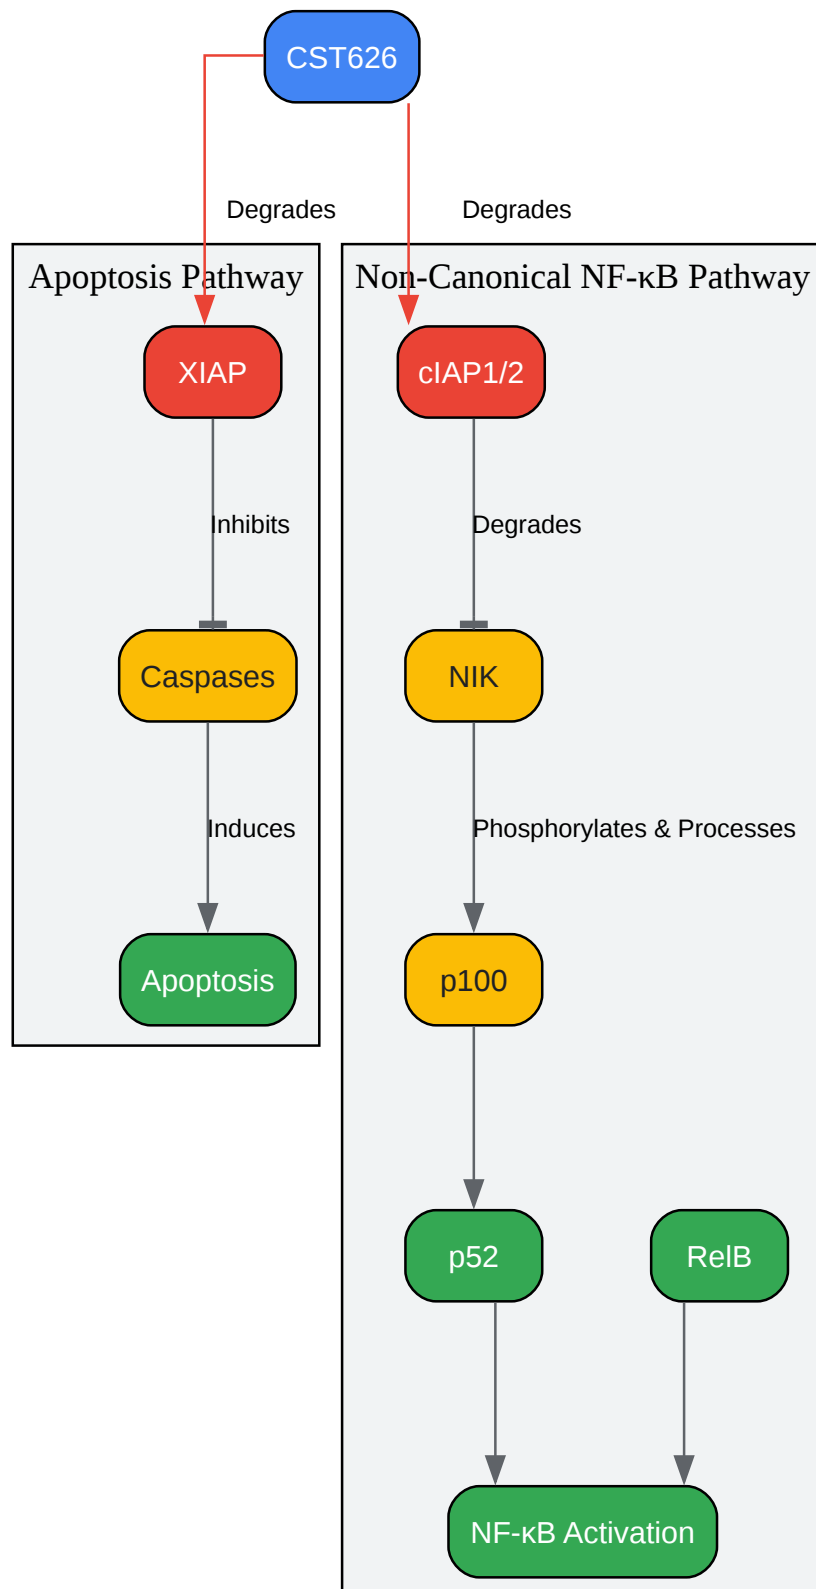 CST626
Degrades
Degrades
Apoptosis Pathway
Non-Canonical NF-κB Pathway
XIAP
cIAP1/2
Inhibits
Degrades
Caspases
NIK
Induces
Phosphorylates & Processes
Apoptosis
p100
p52
RelB
NF-κB Activation